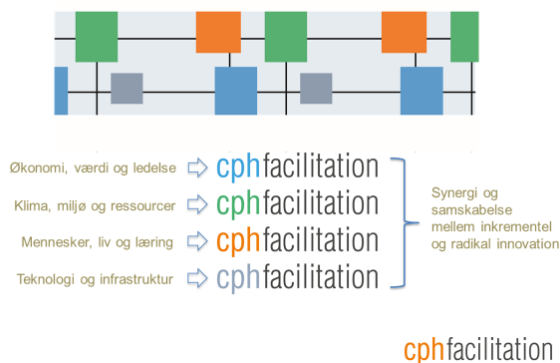 Økonomi, værdi og ledelse
cphfacilitation
Klima, miljø og ressourcer
cphfacilitation
Mennesker, liv og læring
cphfacilitation
Teknologi og infrastruktur
cphfacilitation
Synergi og
samskabelse
mellem inkrementel
og radikal innovation
cphfacilitation